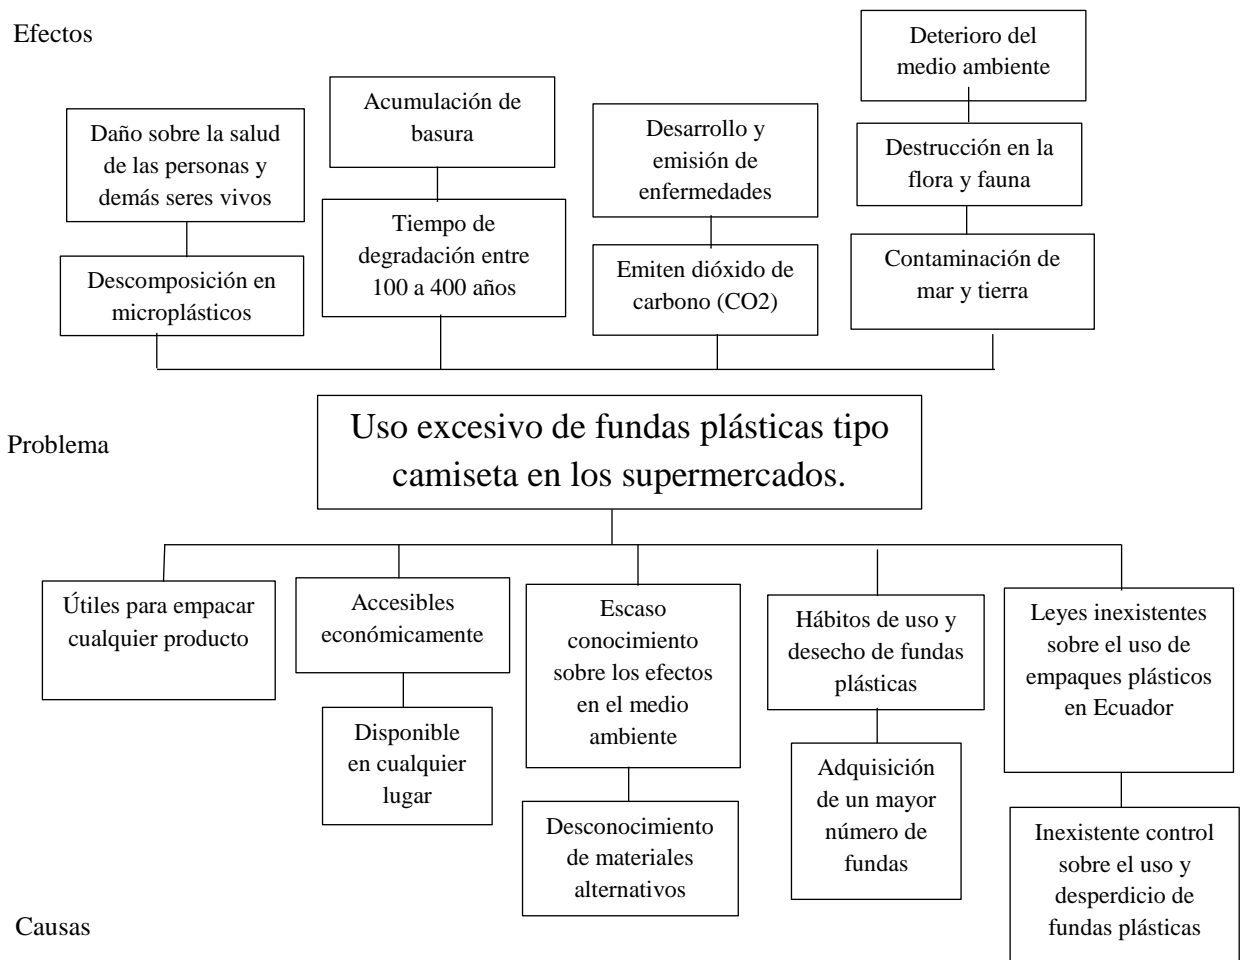 Efectos
Deterioro del
medio ambiente
Acumulación de
basura
Daño sobre la salud
de las personas y
demás seres vivos
Desarrollo y
emisión de
enfermedades
Destrucción en la
flora y fauna
Tiempo de
degradación entre
100 a 400 años
Descomposición en
microplásticos
Emiten dióxido de
carbono (CO2)
Contaminación de
mar y tierra
Problema
Uso excesivo de fundas plásticas tipo
camiseta en los supermercados.
Útiles para empacar
cualquier producto
Accesibles
económicamente
Escaso
conocimiento
sobre los efectos
en el medio
ambiente
Hábitos de uso y
desecho de fundas
plásticas
Leyes inexistentes
sobre el uso de
empaques plásticos
en Ecuador
Disponible
en cualquier
lugar
Desconocimiento
de materiales
alternativos
Adquisición
de un mayor
número de
fundas
Inexistente control
sobre el uso y
desperdicio de
fundas plásticas
Causas